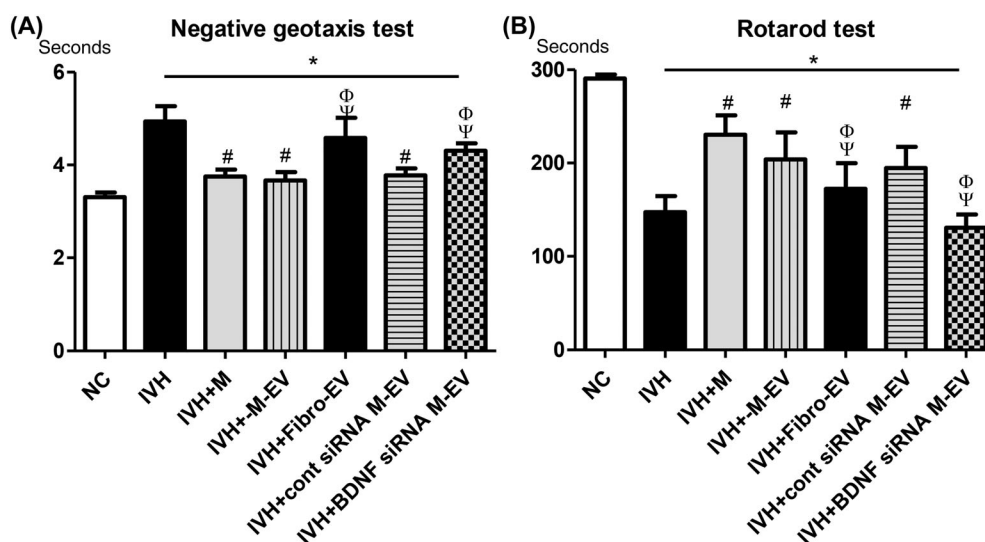 (A) Negative geotaxis test
Seconds
*
6
4
2
0
#
#
Φ
Ψ
#
Φ
Ψ
NC
IVH
IVH+M
IVH+-M-EV
IVH+Fibro-EV
IVH+cont siRNA M-EV
IVH+BDNF siRNA M-EV
(B) Rotarod test
Seconds
*
300
200
100
0
#
#
Φ
Ψ
#
Φ
Ψ
NC
IVH
IVH+M
IVH+-M-EV
IVH+Fibro-EV
IVH+cont siRNA M-EV
IVH+BDNF siRNA M-EV